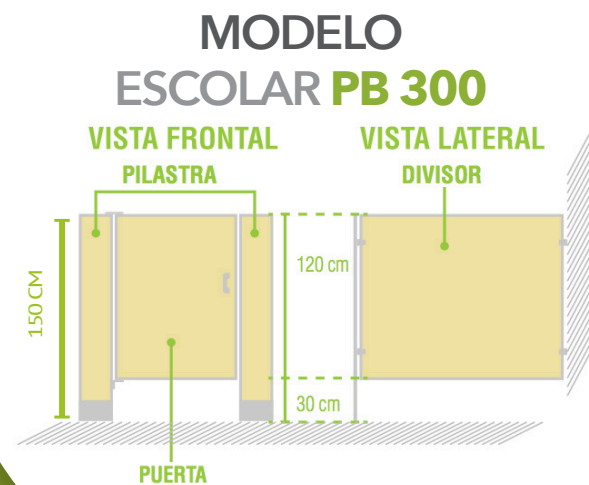 MODELO
ESCOLAR PB 300
VISTA FRONTAL
PILASTRA
VISTA LATERAL
DIVISOR
150 CM
120 cm
30 cm
PUERTA